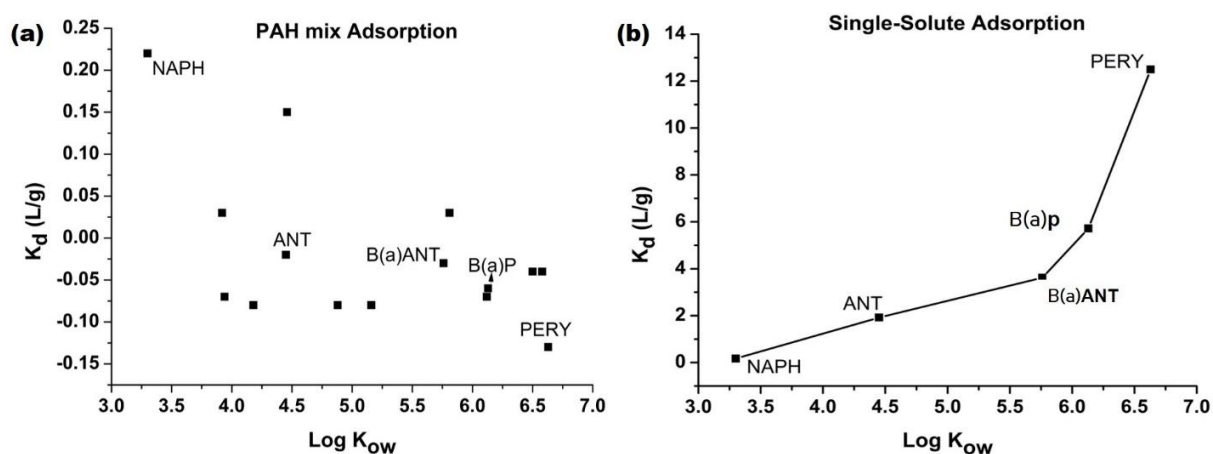 (a)
PAH mix Adsorption
0.25
0.20
0.15
0.10
0.05
0.00
-0.05
-0.10
-0.15
Kd (L/g)
NAPH
ANT
B(a)ANT
B(a)P
PERY
3.0 3.5 4.0 4.5 5.0 5.5 6.0 6.5 7.0
Log KOW
(b)
Single-Solute Adsorption
14
12
10
8
6
4
2
0
Kd (L/g)
PERY
B(a)p
B(a)ANT
ANT
NAPH
3.0 3.5 4.0 4.5 5.0 5.5 6.0 6.5 7.0
Log KOW